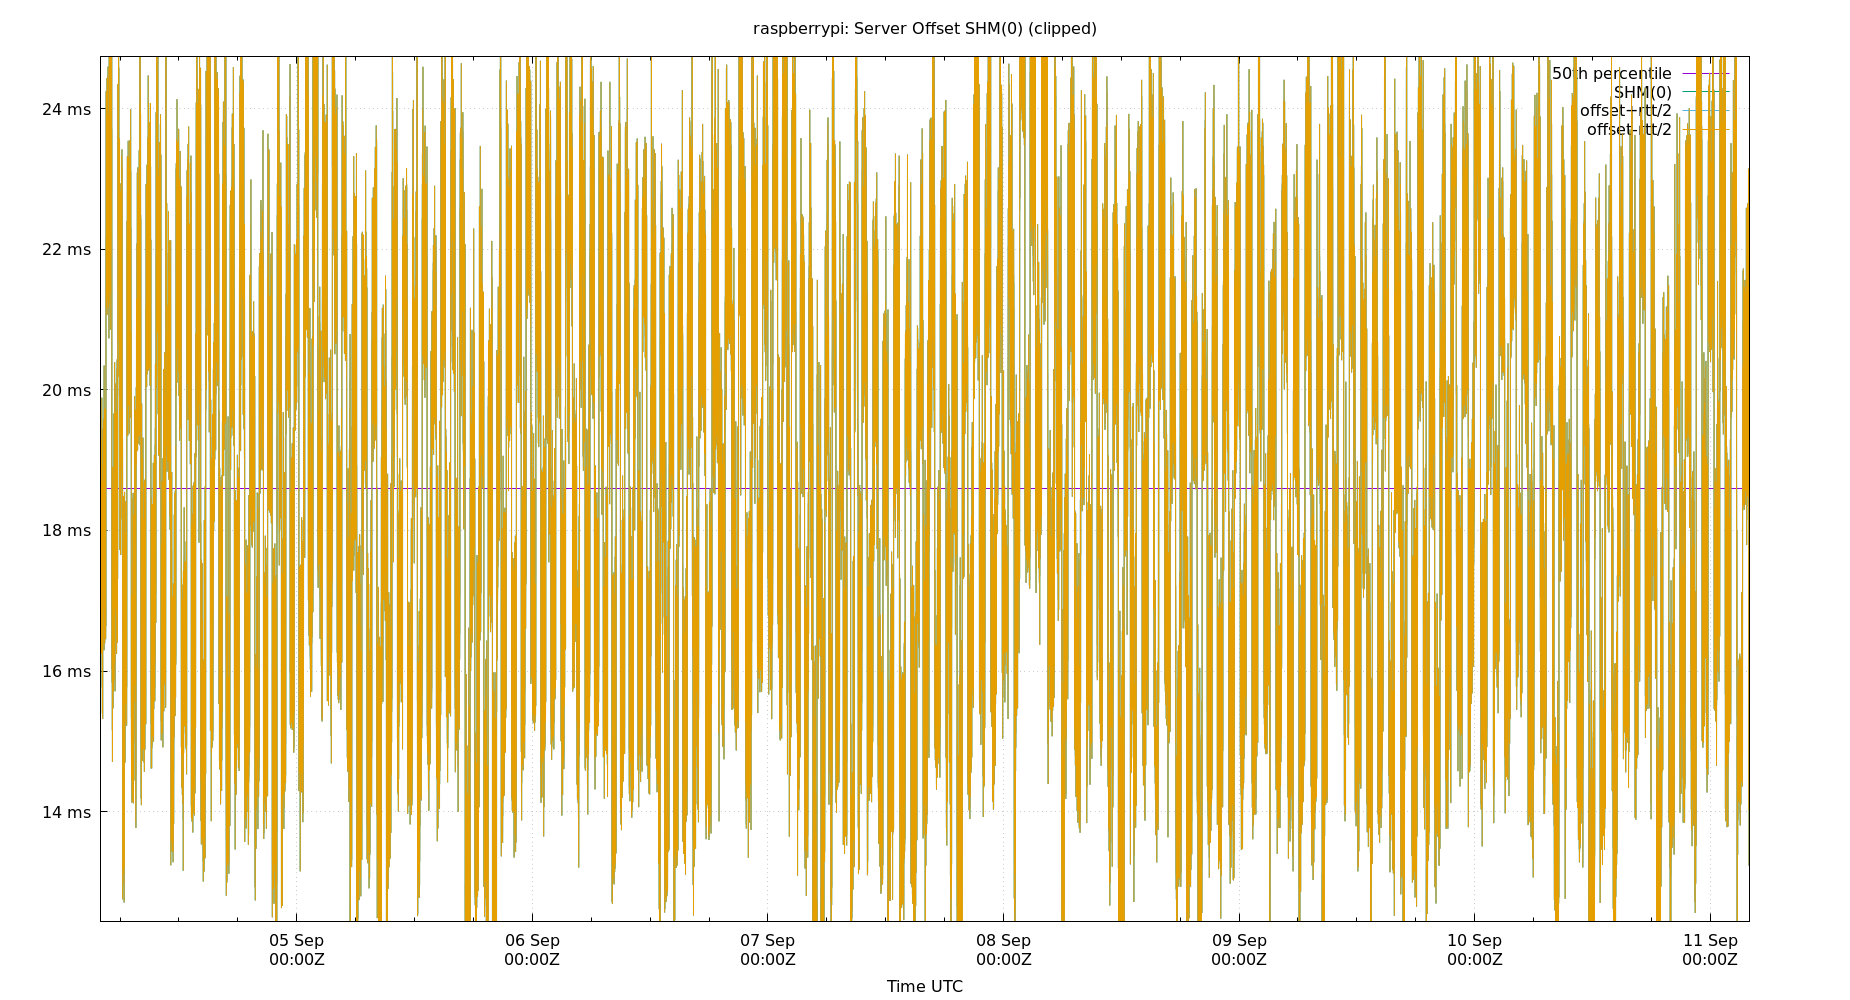 raspberrypi: Server Offset SHM(0) (clipped)
50th percentile
SHM(0)
offset+rtt/2
offset-rtt/2
24 ms
22 ms
20 ms
18 ms
16 ms
14 ms
05 Sep
00:00Z
06 Sep
00:00Z
07 Sep
00:00Z
08 Sep
00:00Z
09 Sep
00:00Z
10 Sep
00:00Z
11 Sep
00:00Z
Time UTC